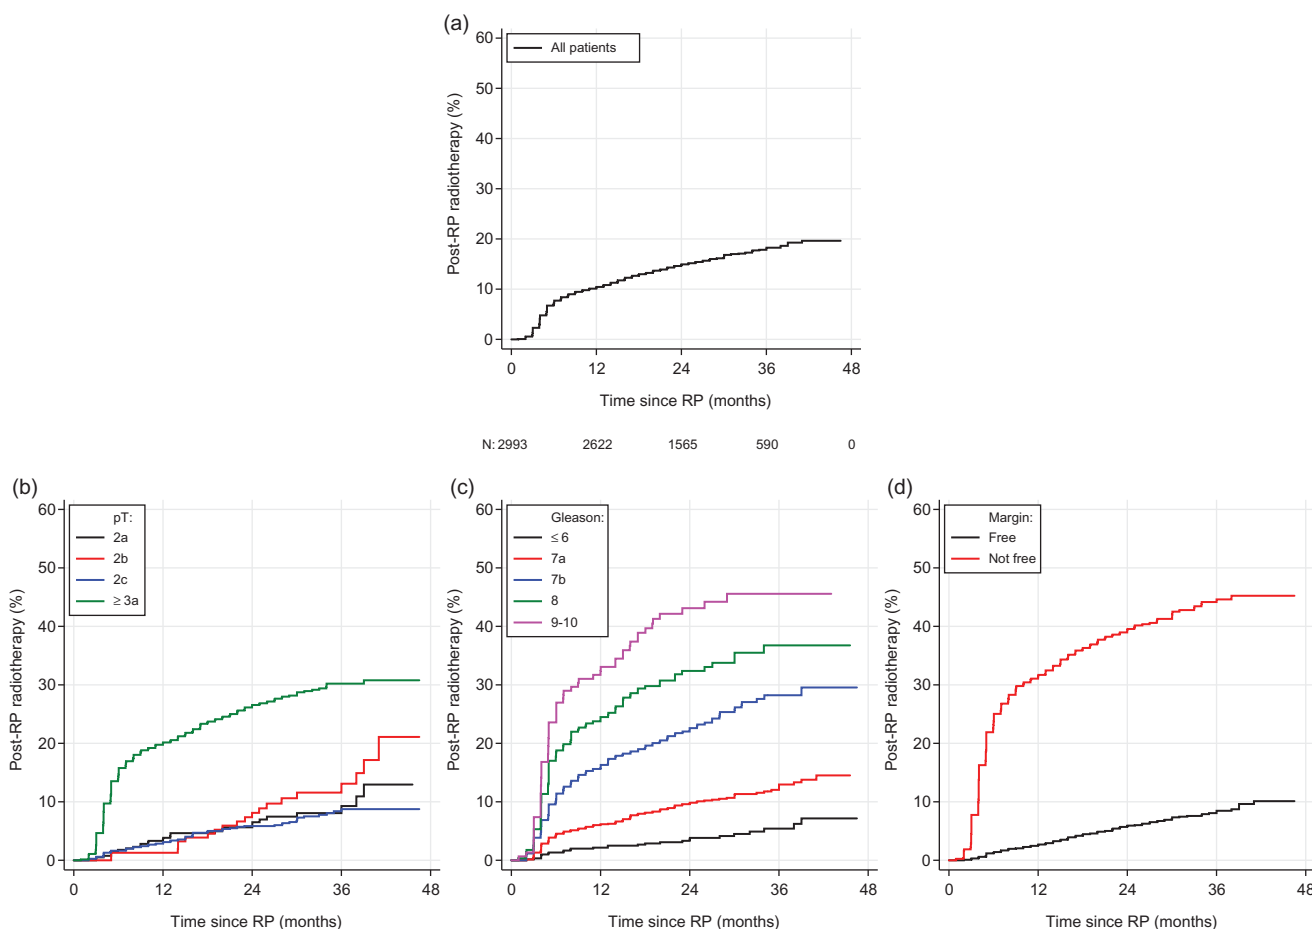 (a)
All patients
60
50
40
30
20
10
0
Post-RP radiotherapy (%)
0 12 24 36 48
Time since RP (months)
N: 2993 2622 1565 590 0
(b)
pT:
2a
2b
2c
≥ 3a
60
50
40
30
20
10
0
Post-RP radiotherapy (%)
0 12 24 36 48
Time since RP (months)
(c)
Gleason:
≤ 6
7a
7b
8
9-10
60
50
40
30
20
10
0
Post-RP radiotherapy (%)
0 12 24 36 48
Time since RP (months)
(d)
Margin:
Free
Not free
60
50
40
30
20
10
0
Post-RP radiotherapy (%)
0 12 24 36 48
Time since RP (months)